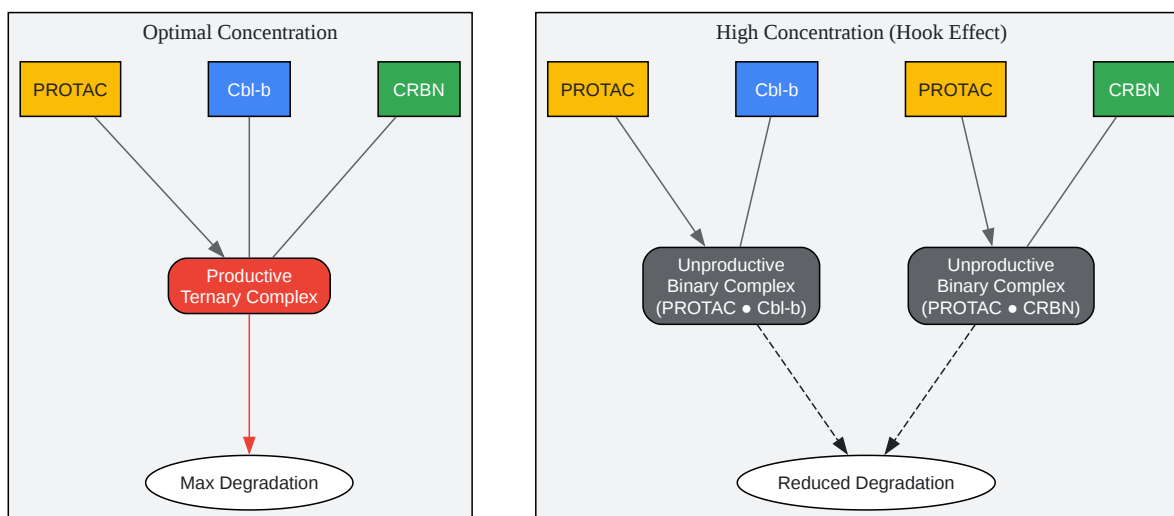 Optimal Concentration
PROTAC
Cbl-b
CRBN
Productive
Ternary Complex
Max Degradation
High Concentration (Hook Effect)
PROTAC
Cbl-b
PROTAC
CRBN
Unproductive
Binary Complex
(PROTAC ● Cbl-b)
Unproductive
Binary Complex
(PROTAC ● CRBN)
Reduced Degradation